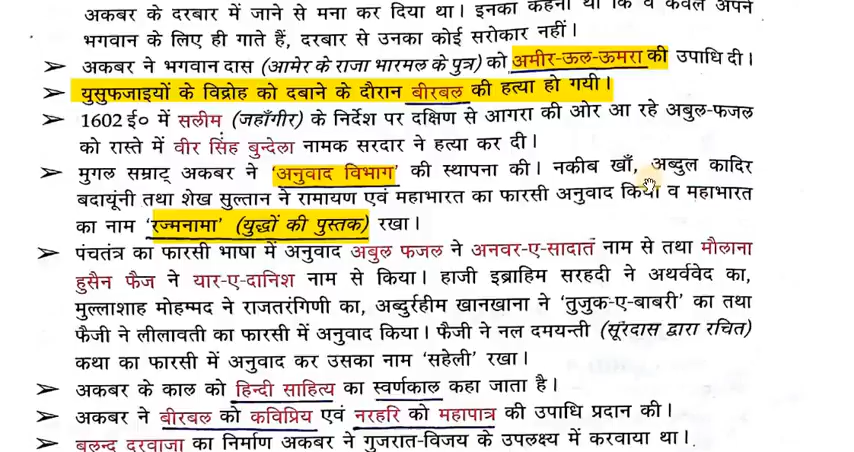 अकबर के दरबार में जाने से मना कर दिया था। इनका कहना था कि वे केवल अपने
भगवान के लिए ही गाते हैं, दरबार से उनका कोई सरोकार नहीं।
➢ अकबर ने भगवान दास (आमेर के राजा भारमल के पुत्र) को अमीर-ऊल-ऊमरा की उपाधि दी।
➢ युसुफजाइयों के विद्रोह को दबाने के दौरान बीरबल की हत्या हो गयी।
➢ 1602 ई० में सलीम (जहाँगीर) के निर्देश पर दक्षिण से आगरा की ओर आ रहे अबुल-फजल
को रास्ते में वीर सिंह बुन्देला नामक सरदार ने हत्या कर दी।
➢ मुगल सम्राट् अकबर ने 'अनुवाद विभाग' की स्थापना की। नकीब खाँ, अब्दुल कादिर
बदायूंनी तथा शेख सुल्तान ने रामायण एवं महाभारत का फारसी अनुवाद किया व महाभारत
का नाम 'रज्मनामा' (युद्धों की पुस्तक) रखा।
➢ पंचतंत्र का फारसी भाषा में अनुवाद अबुल फजल ने अनवर-ए-सादात नाम से तथा मौलाना
हुसैन फैज ने यार-ए-दानिश नाम से किया। हाजी इब्राहिम सरहदी ने अथर्ववेद का,
मुल्लाशाह मोहम्मद ने राजतरंगिणी का, अब्दुर्रहीम खानखाना ने 'तुजुक-ए-बाबरी' का तथा
फैजी ने लीलावती का फारसी में अनुवाद किया। फैजी ने नल दमयन्ती (सूरदास द्वारा रचित)
कथा का फारसी में अनुवाद कर उसका नाम 'सहेली' रखा।
➢ अकबर के काल को हिन्दी साहित्य का स्वर्णकाल कहा जाता है।
➢ अकबर ने बीरबल को कविप्रिय एवं नरहरि को महापात्र की उपाधि प्रदान की।
➢ बुलन्द दरवाजा का निर्माण अकबर ने गुजरात-विजय के उपलक्ष्य में करवाया था।